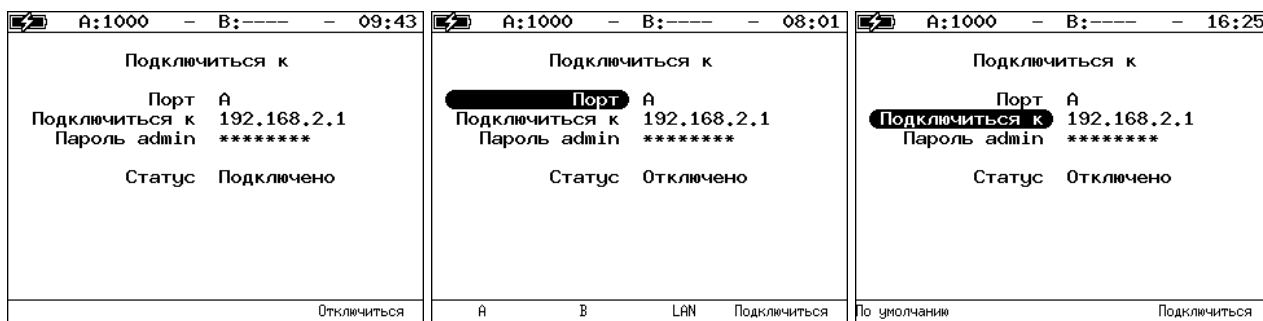 A:1000 – B:---- – 09:43
Подключиться к
Порт A
Подключиться к 192.168.2.1
Пароль admin ********
Статус Подключено
Отключиться
A:1000 – B:---- – 08:01
Подключиться к
Порт A
Подключиться к 192.168.2.1
Пароль admin ********
Статус Отключено
A B LAN Подключиться
A:1000 – B:---- – 16:25
Подключиться к
Порт A
Подключиться к 192.168.2.1
Пароль admin ********
Статус Отключено
По умолчанию Подключиться